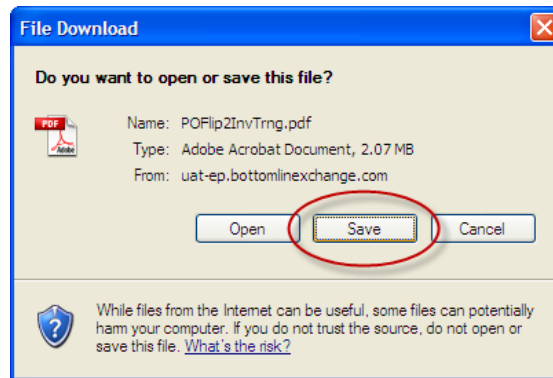 File Download
Do you want to open or save this file?
PDF
Adobe
Name: POFlip2InvTrng.pdf
Type: Adobe Acrobat Document, 2.07 MB
From: uat-ep.bottomlinexchange.com
Open Save Cancel
While files from the Internet can be useful, some files can potentially
harm your computer. If you do not trust the source, do not open or
save this file. What's the risk?